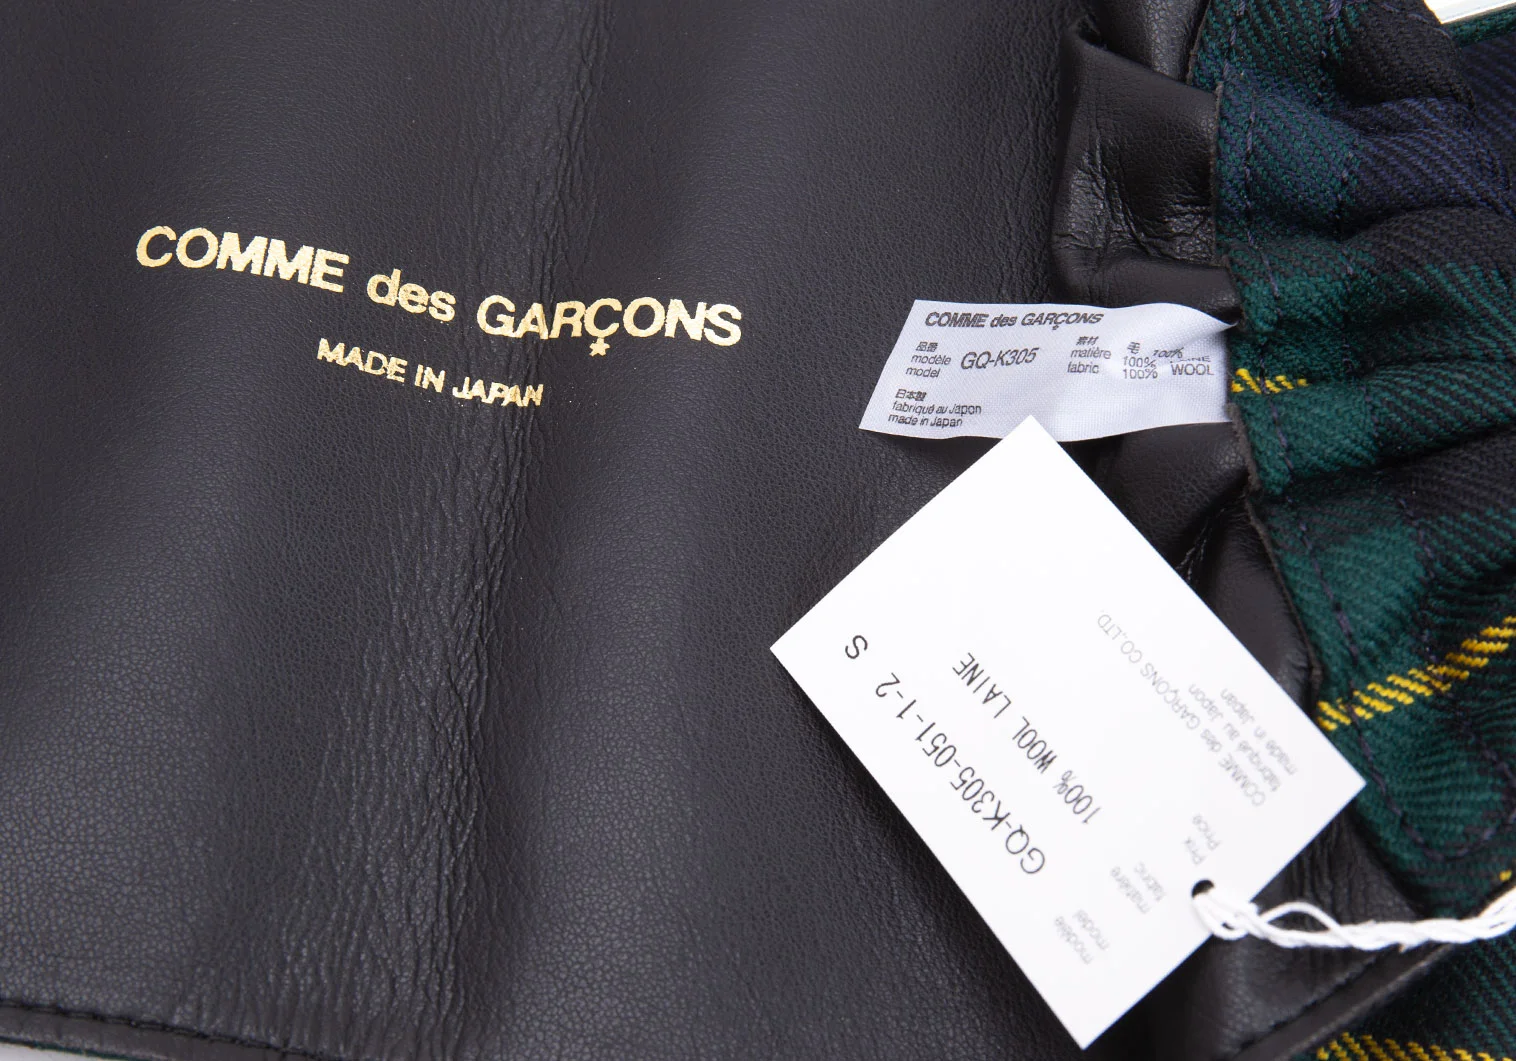 COMME des GARÇONS
MADE IN JAPAN
COMME des GARÇONS
品番
modèle
model
GQ-K305
素材
matière
fabric
毛 100%
100% LAINE
100% WOOL
日本製
fabriqué au Japon
made in Japan
modèle
model
GQ-K305-051-1-2 S
matière
fabric
100% WOOL LAINE
prix
price
COMME des GARÇONS CO.,LTD.
fabriqué au Japon
made in Japan